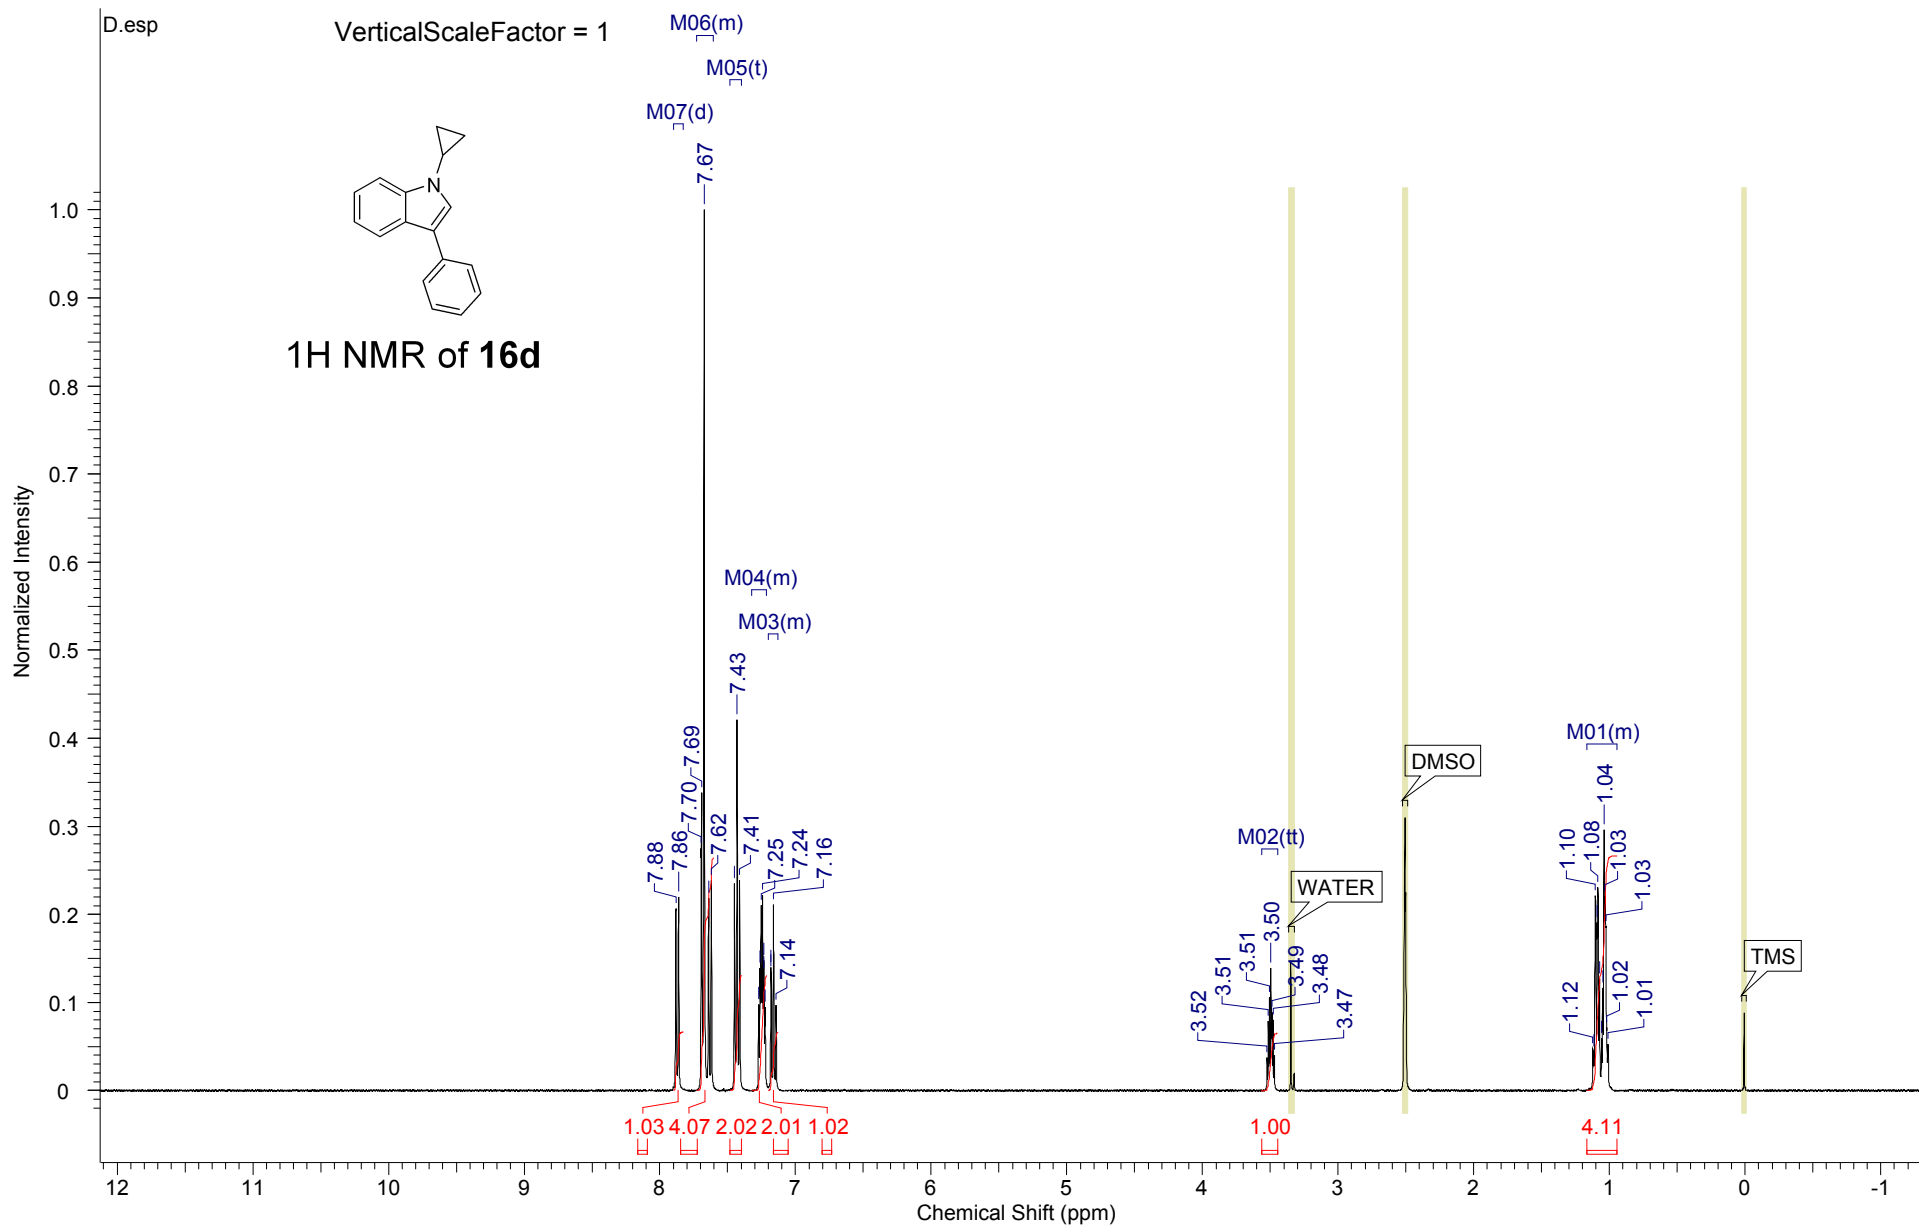 D.esp
VerticalScaleFactor = 1
M06(m)
M05(t)
M07(d)
7.67
N
1H NMR of 16d
M04(m)
M03(m)
7.43
7.88
7.86
7.70
7.69
7.62
7.41
7.25
7.24
7.16
7.14
M02(tt)
WATER
DMSO
M01(m)
TMS
3.52
3.51
3.51
3.50
3.49
3.48
3.47
1.12
1.10
1.08
1.04
1.03
1.03
1.02
1.01
Normalized Intensity
1.0
0.9
0.8
0.7
0.6
0.5
0.4
0.3
0.2
0.1
0
1.03 4.07 2.02 2.01 1.02 1.00 4.11
12 11 10 9 8 7 6 5 4 3 2 1 0 -1
Chemical Shift (ppm)